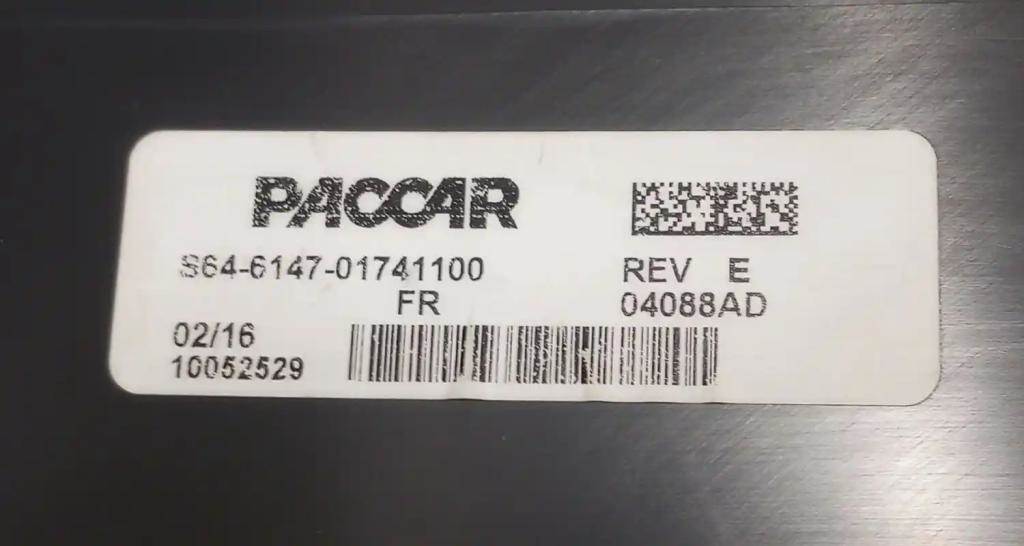 PACCAR
S64-6147-01741100
REV E
FR
04088AD
02/16
10052529